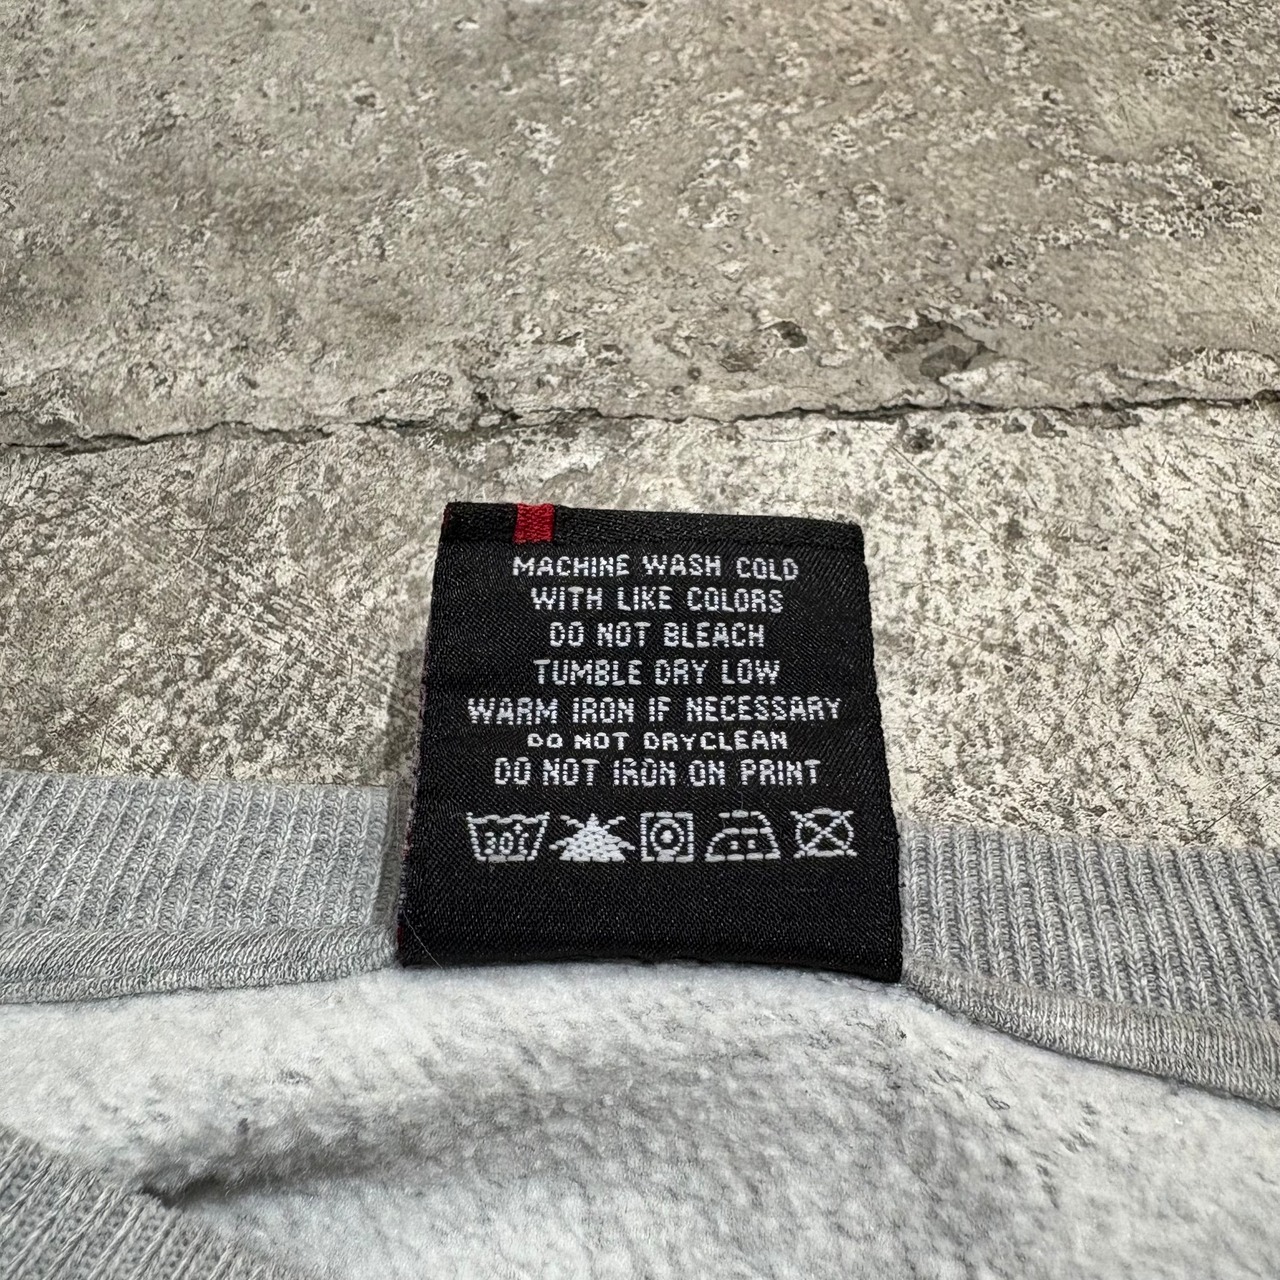 MACHINE WASH COLD
WITH LIKE COLORS
DO NOT BLEACH
TUMBLE DRY LOW
WARM IRON IF NECESSARY
DO NOT DRYCLEAN
DO NOT IRON ON PRINT